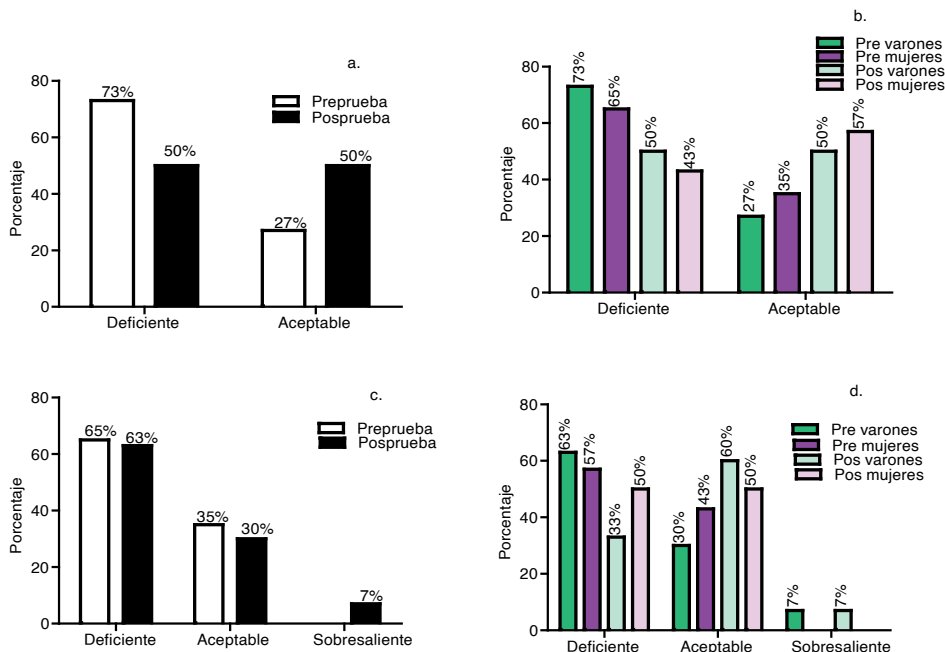 a.
Porcentaje
80
60
40
20
0
73%
50%
27%
50%
Preprueba
Posprueba
Deficiente
Aceptable
b.
Porcentaje
80
60
40
20
0
73%
65%
50%
43%
27%
35%
50%
57%
Pre varones
Pre mujeres
Pos varones
Pos mujeres
Deficiente
Aceptable
c.
Porcentaje
80
60
40
20
0
65%
63%
35%
30%
7%
Preprueba
Posprueba
Deficiente
Aceptable
Sobresaliente
d.
Porcentaje
80
60
40
20
0
63%
57%
33%
50%
30%
43%
60%
50%
7%
7%
Pre varones
Pre mujeres
Pos varones
Pos mujeres
Deficiente
Aceptable
Sobresaliente